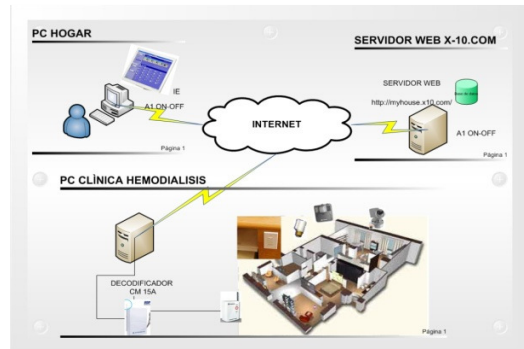 PC HOGAR
SERVIDOR WEB X-10.COM
IE
A1 ON-OFF
SERVIDOR WEB
http://myhouse.x10.com/
INTERNET
A1 ON-OFF
Página 1
Página 1
PC CLÌNICA HEMODIALISIS
DECODIFICADOR
CM 15A
Página 1